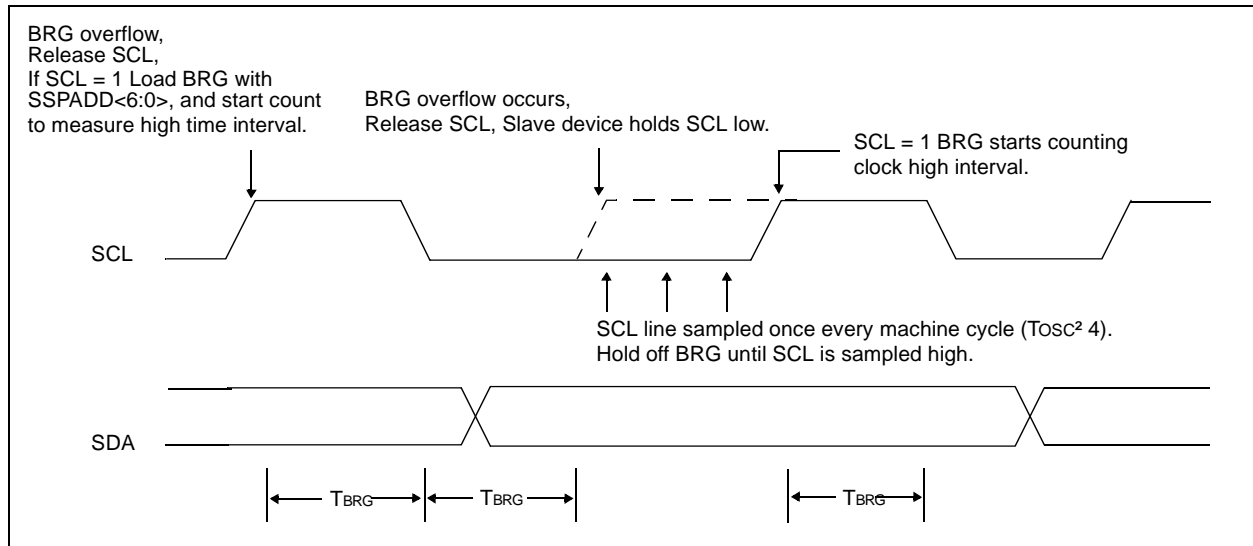 BRG overflow,
Release SCL,
If SCL = 1 Load BRG with
SSPADD<6:0>, and start count
to measure high time interval.
BRG overflow occurs,
Release SCL, Slave device holds SCL low.
SCL = 1 BRG starts counting
clock high interval.
SCL
SCL line sampled once every machine cycle (TOSC² 4).
Hold off BRG until SCL is sampled high.
SDA
TBRG
TBRG
TBRG